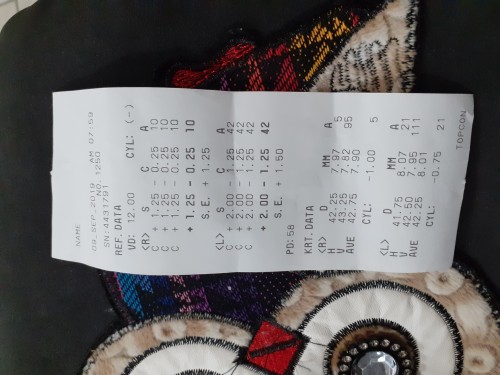 NAME
09_SEP_2019 AM 07:59
SN:4431791 NO.1250
REF.DATA
VD: 12.00 CYL: (-)
<R> S C A
C + 1.25 - 0.25 10
C + 1.25 - 0.25 10
C + 1.25 - 0.25 10
+ 1.25 - 0.25 10
S.E. + 1.25
<L> S C A
C + 2.00 - 1.25 42
C + 2.00 - 1.25 42
C + 2.00 - 1.25 42
+ 2.00 - 1.25 42
S.E. + 1.50
PD:58
KRT.DATA
<R> D MM A
H 42.25 7.97 5
V 43.25 7.82 95
AVE 42.75 7.90
CYL: -1.00 5
<L> D MM A
H 41.75 8.07 21
V 42.50 7.95 111
AVE 42.25 8.01
CYL: -0.75 21
TOPCON